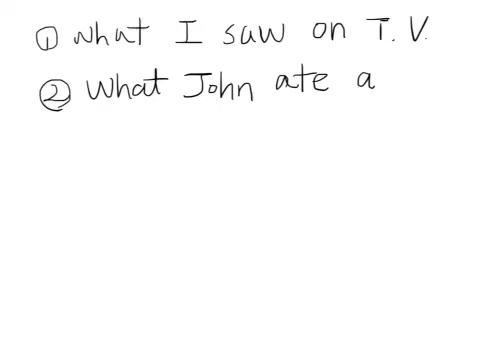 ① What I saw on T.V.
② What John ate a